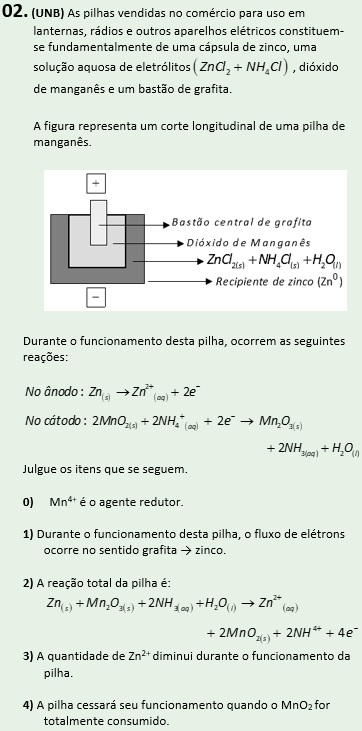 02. (UNB) As pilhas vendidas no comércio para uso em
lanternas, rádios e outros aparelhos elétricos constituem-
se fundamentalmente de uma cápsula de zinco, uma
solução aquosa de eletrólitos (ZnCl₂ + NH₄Cl) , dióxido
de manganês e um bastão de grafita.
A figura representa um corte longitudinal de uma pilha de
manganês.
+
Bastão central de grafita
Dióxido de Manganês
ZnCl₂₍ₛ₎ +NH₄Cl₍ₛ₎ +H₂O₍ₗ₎
Recipiente de zinco (Zn⁰)
−
Durante o funcionamento desta pilha, ocorrem as seguintes
reações:
No ânodo : Zn₍ₛ₎ → Zn²⁺₍aq₎ + 2e⁻
No cátodo : 2MnO₂₍ₛ₎ + 2NH₄⁺₍aq₎ + 2e⁻ → Mn₂O₃₍ₛ₎
+ 2NH₃₍aq₎ + H₂O₍ₗ₎
Julgue os itens que se seguem.
0) Mn⁴⁺ é o agente redutor.
1) Durante o funcionamento desta pilha, o fluxo de elétrons
ocorre no sentido grafita → zinco.
2) A reação total da pilha é:
Zn₍ₛ₎ + Mn₂O₃₍ₛ₎ + 2NH₃₍aq₎ +H₂O₍ₗ₎ → Zn²⁺₍aq₎
+ 2MnO₂₍ₛ₎ + 2NH⁴⁺ + 4e⁻
3) A quantidade de Zn²⁺ diminui durante o funcionamento da
pilha.
4) A pilha cessará seu funcionamento quando o MnO₂ for
totalmente consumido.